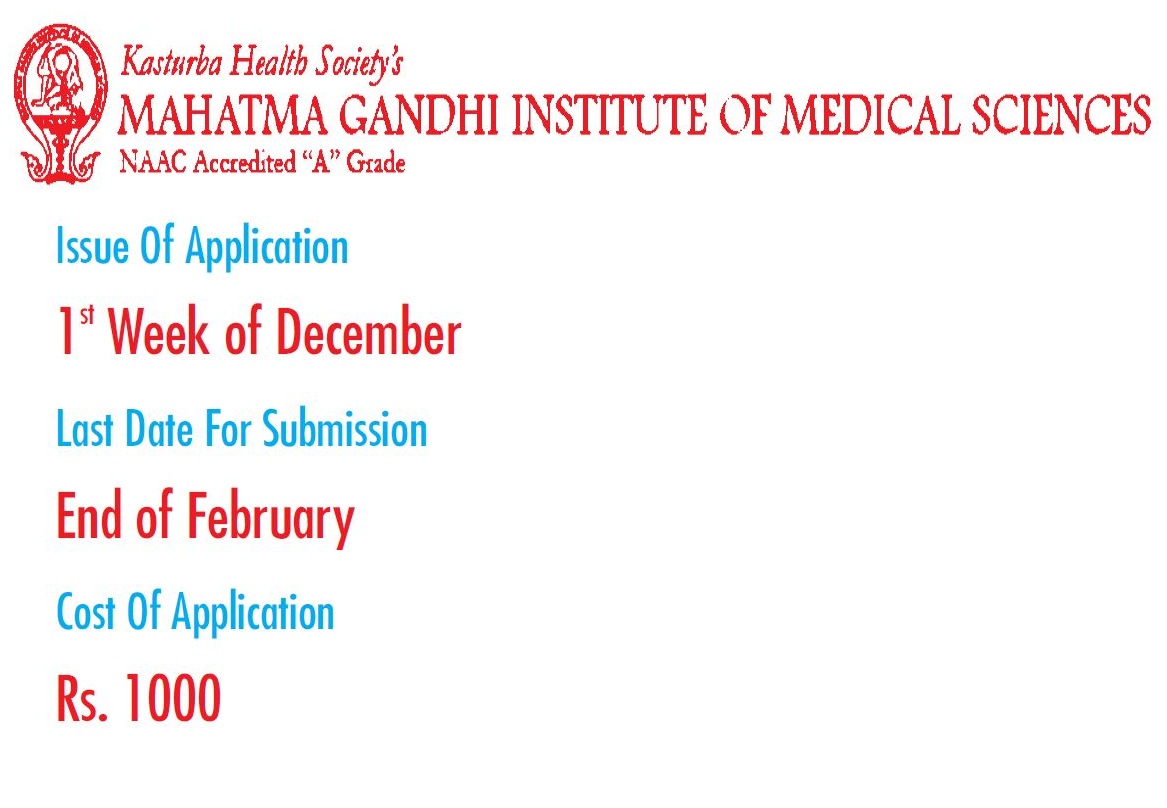 Kasturba Health Society's
MAHATMA GANDHI INSTITUTE OF MEDICAL SCIENCES
NAAC Accredited “A” Grade
Issue Of Application
1st Week of December
Last Date For Submission
End of February
Cost Of Application
Rs. 1000